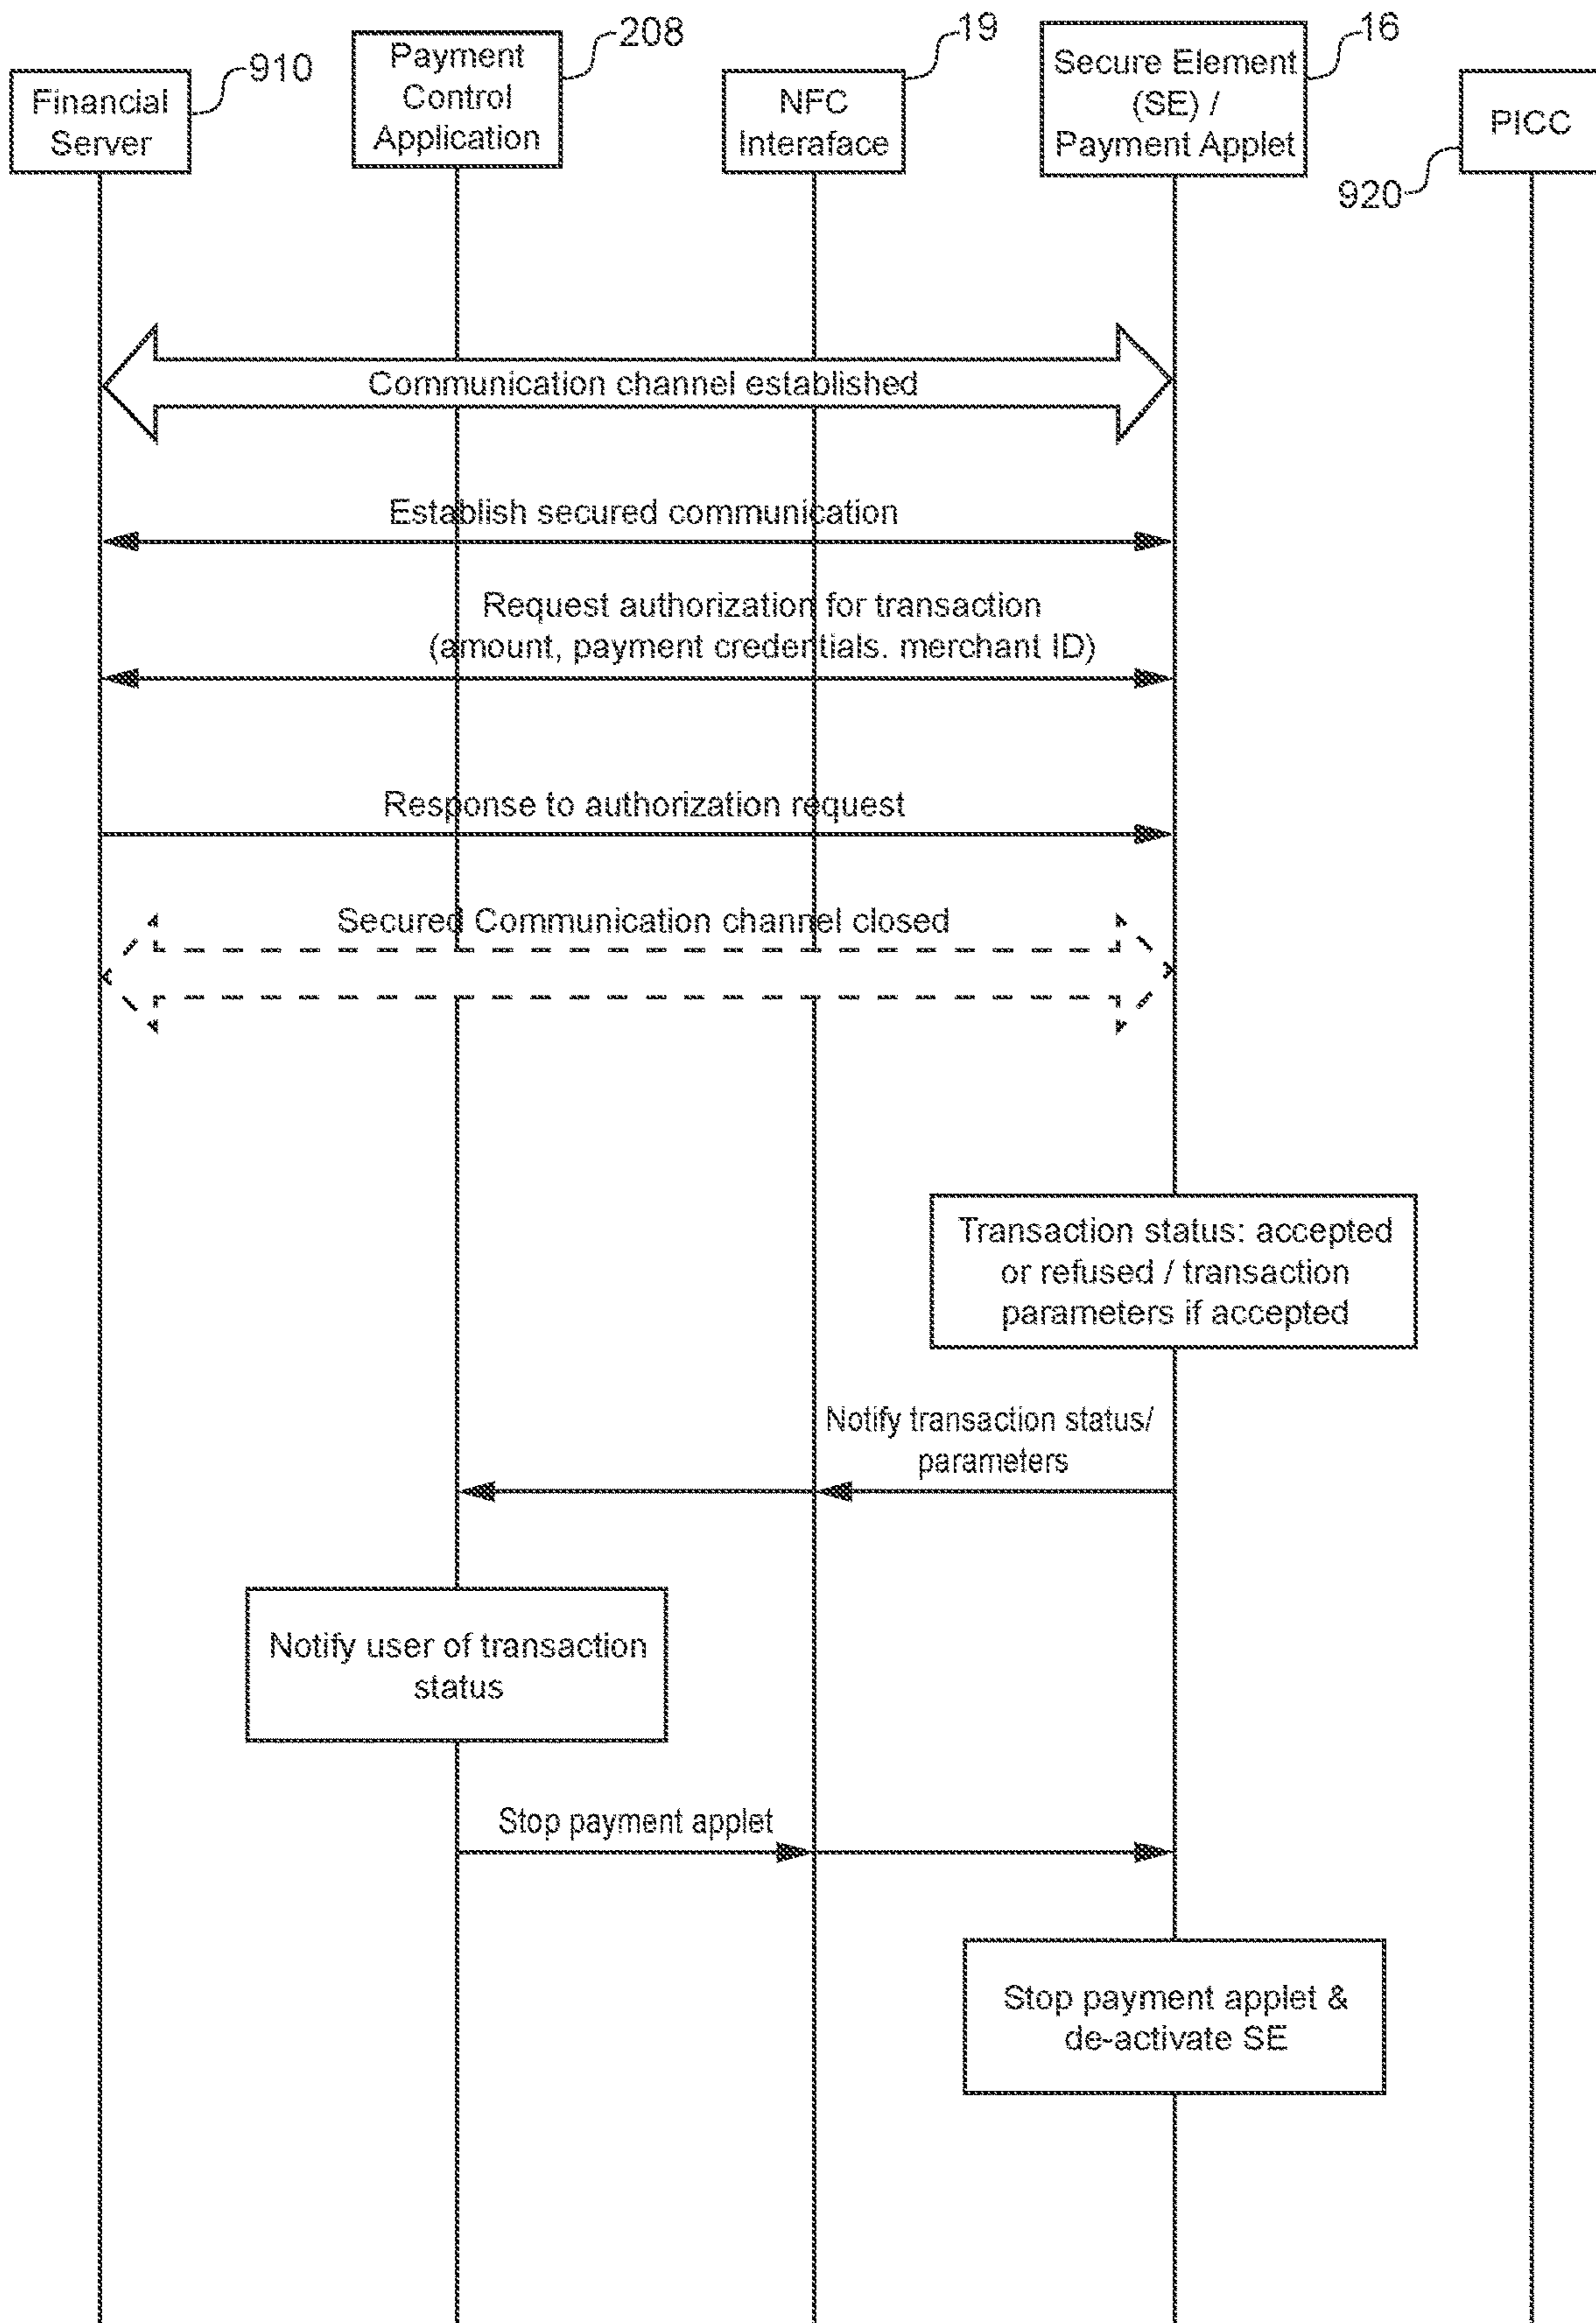 Financial
Server
910
Payment
Control
Application
208
NFC
Interaface
19
Secure Element
(SE) /
Payment Applet
16
PICC
920
Communication channel established
Establish secured communication
Request authorization for transaction
(amount, payment credentials. merchant ID)
Response to authorization request
Secured Communication channel closed
Transaction status: accepted
or refused / transaction
parameters if accepted
Notify transaction status/
parameters
Notify user of transaction
status
Stop payment applet
Stop payment applet &
de-activate SE